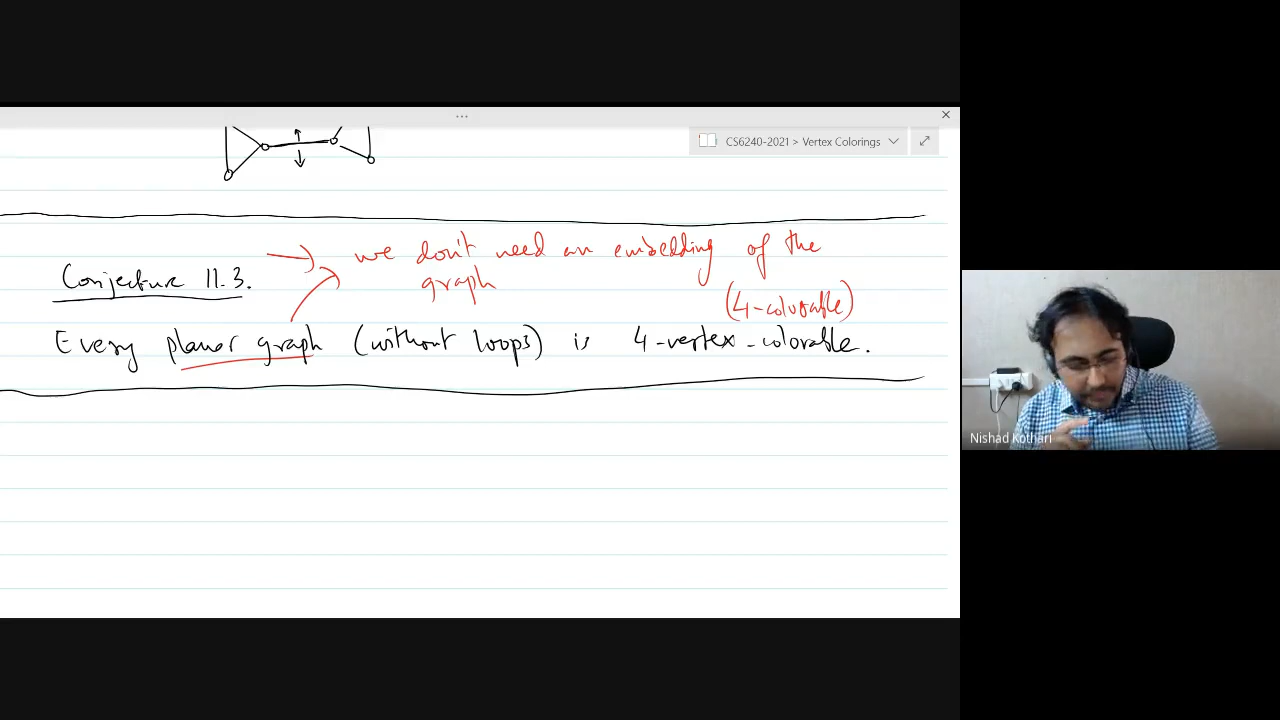 CS6240-2021 > Vertex Colorings
→ we don't need an embedding of the
graph
Conjecture 11.3.
(4-colorable)
Every planar graph (without loops) is 4-vertex-colorable.
Nishad Kothari